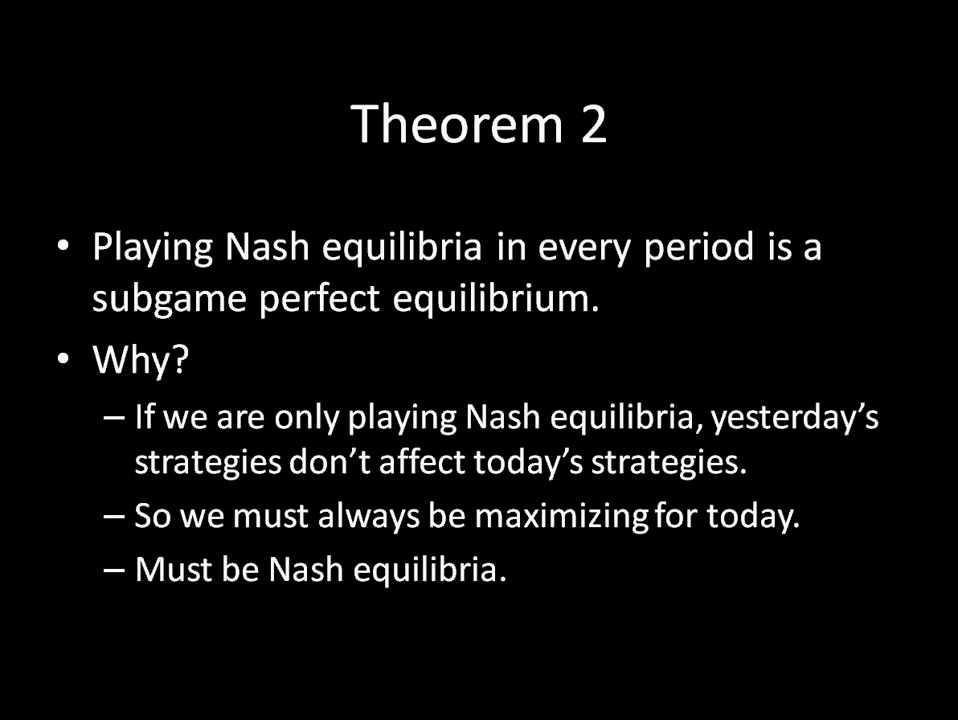 Theorem 2
• Playing Nash equilibria in every period is a
subgame perfect equilibrium.
• Why?
– If we are only playing Nash equilibria, yesterday’s
strategies don’t affect today’s strategies.
– So we must always be maximizing for today.
– Must be Nash equilibria.